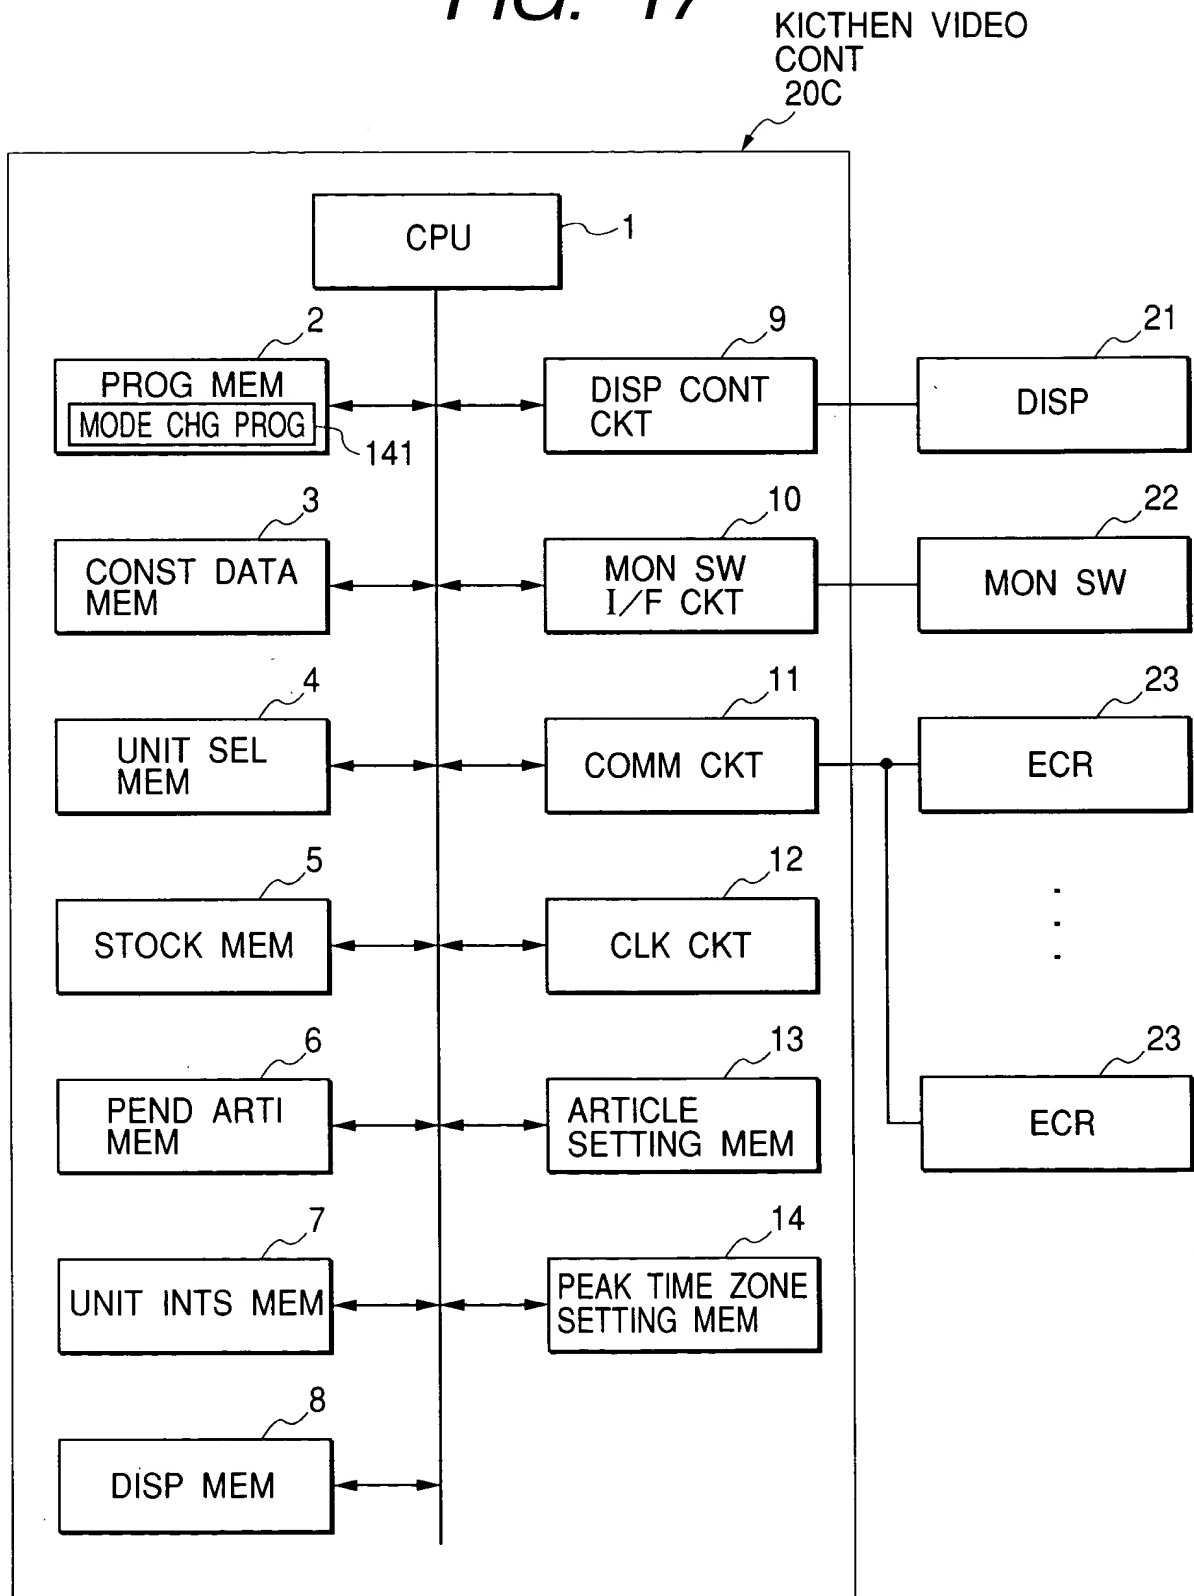 FIG. 17
KICTHEN VIDEO
CONT
20C
CPU
1
2
PROG MEM
MODE CHG PROG
141
9
DISP CONT
CKT
21
DISP
3
CONST DATA
MEM
10
MON SW
I/F CKT
22
MON SW
4
UNIT SEL
MEM
11
COMM CKT
23
ECR
5
STOCK MEM
12
CLK CKT
6
PEND ARTI
MEM
13
ARTICLE
SETTING MEM
23
ECR
7
UNIT INTS MEM
14
PEAK TIME ZONE
SETTING MEM
8
DISP MEM